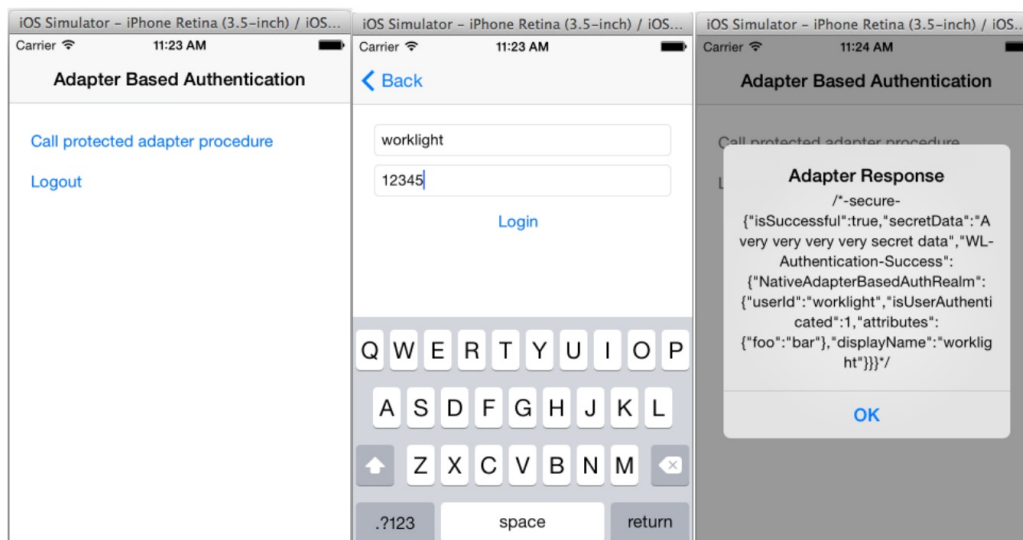 iOS Simulator – iPhone Retina (3.5-inch) / iOS...
Carrier 11:23 AM
Adapter Based Authentication
Call protected adapter procedure
Logout
iOS Simulator – iPhone Retina (3.5-inch) / iOS...
Carrier 11:23 AM
Back
worklight
12345
Login
Q W E R T Y U I O P
A S D F G H J K L
Z X C V B N M
.?123 space return
iOS Simulator – iPhone Retina (3.5-inch) / iOS...
Carrier 11:24 AM
Adapter Based Authentication
Call protected adapter procedure
L
Adapter Response
/*-secure-
{"isSuccessful":true,"secretData":"A
very very very very secret data","WL-
Authentication-Success":
{"NativeAdapterBasedAuthRealm":
{"userId":"worklight","isUserAuthenti
cated":1,"attributes":
{"foo":"bar"},"displayName":"worklig
ht"}}}*/
OK